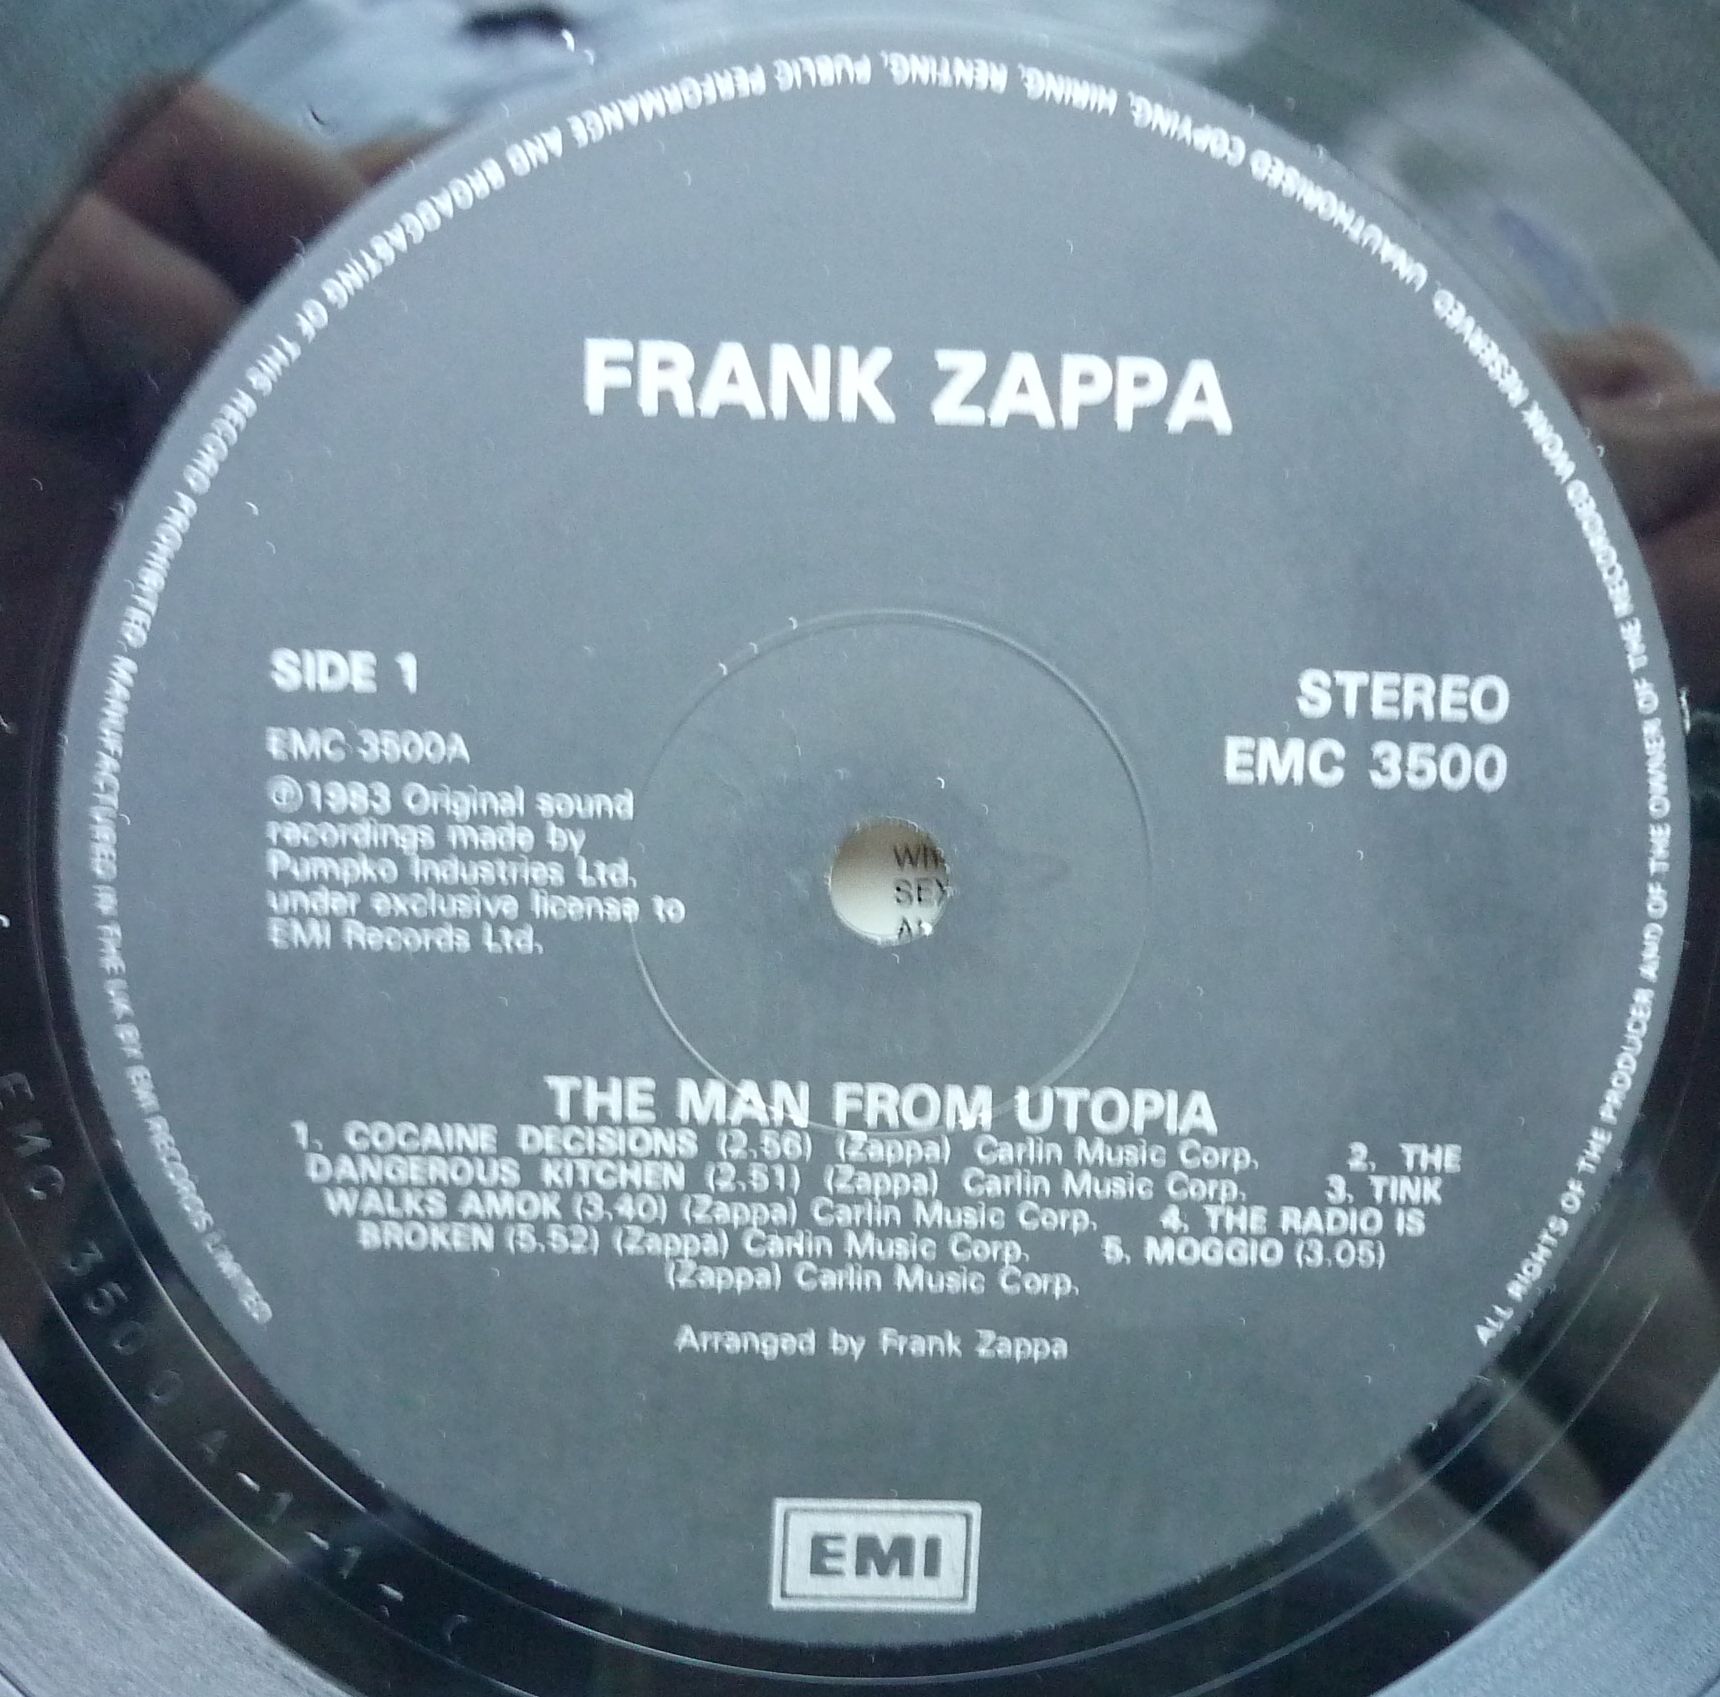 ALL RIGHTS OF THE PRODUCER AND OF THE OWNER OF THE RECORDED WORK RESERVED. UNAUTHORISED COPYING, HIRING, RENTING, PUBLIC PERFORMANCE AND BROADCASTING OF THIS RECORD PROHIBITED. MANUFACTURED IN THE UK BY EMI RECORDS LIMITED
FRANK ZAPPA
SIDE 1
EMC 3500A
℗1983 Original sound
recordings made by
Pumpko Industries Ltd.
under exclusive license to
EMI Records Ltd.
STEREO
EMC 3500
SEX
THE MAN FROM UTOPIA
1. COCAINE DECISIONS (2.56) (Zappa) Carlin Music Corp. 2. THE
DANGEROUS KITCHEN (2.51) (Zappa) Carlin Music Corp. 3. TINK
WALKS AMOK (3.40) (Zappa) Carlin Music Corp. 4. THE RADIO IS
BROKEN (5.52) (Zappa) Carlin Music Corp. 5. MOGGIO (3.05)
(Zappa) Carlin Music Corp.
Arranged by Frank Zappa
EMI
EMC 3500 A-1-1-